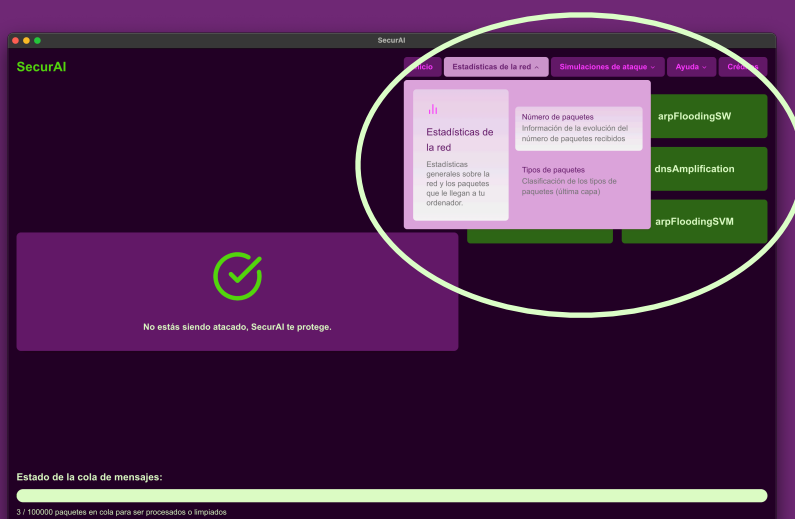 SecurAI
SecurAI
Estadísticas de la red
Simulaciones de ataque
Ayuda
Estadísticas de
la red
Estadísticas
generales sobre la
red y los paquetes
que le llegan a tu
ordenador.
Número de paquetes
Información de la evolución del
número de paquetes recibidos
Tipos de paquetes
Clasificación de los tipos de
paquetes (última capa)
arpFloodingSW
dnsAmplification
arpFloodingSVM
No estás siendo atacado, SecurAI te protege.
Estado de la cola de mensajes:
3 / 100000 paquetes en cola para ser procesados o limpiados